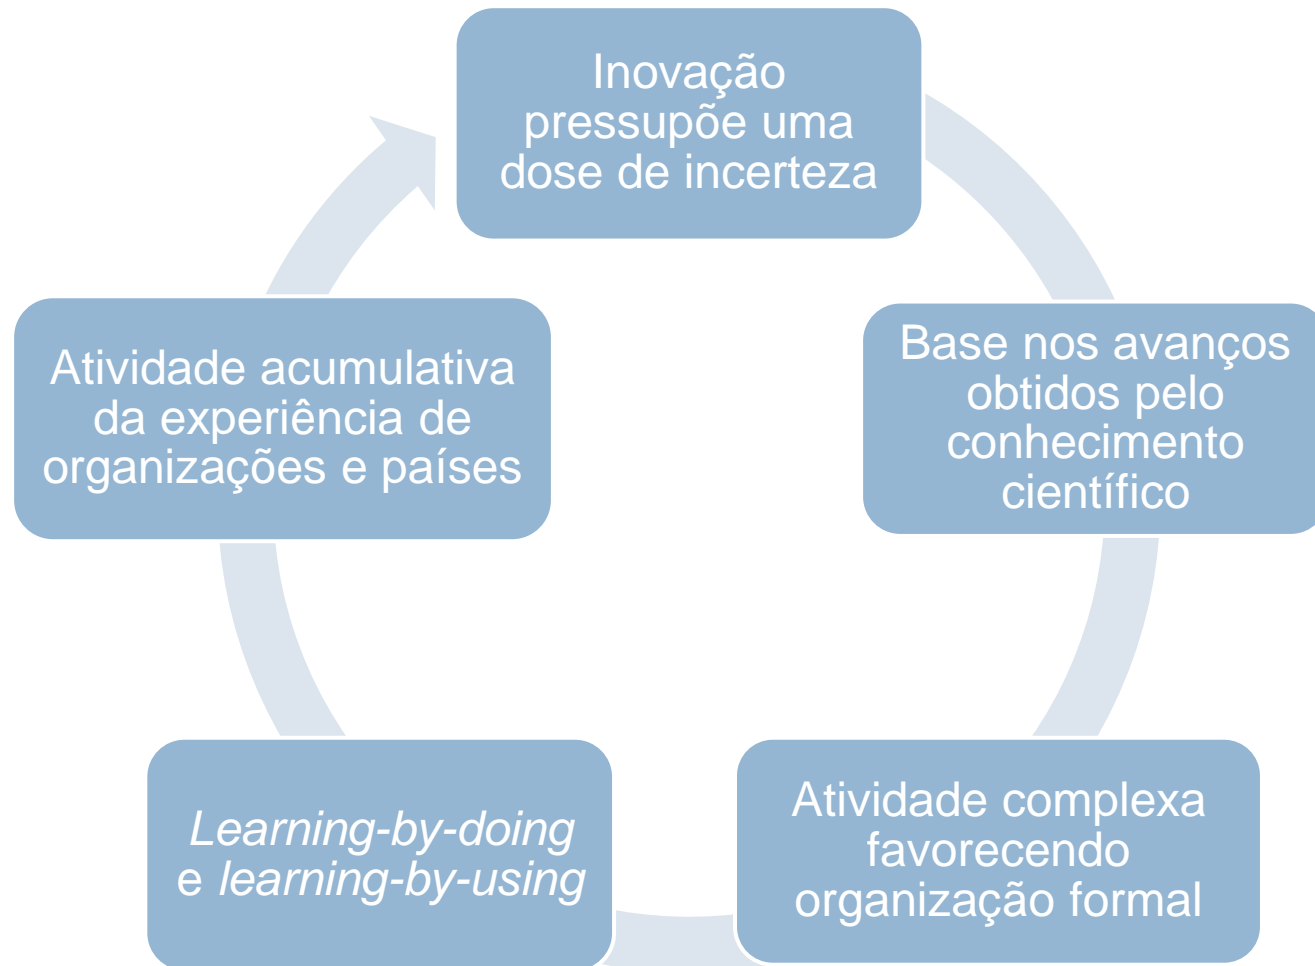 Inovação
pressupõe uma
dose de incerteza
Base nos avanços
obtidos pelo
conhecimento
científico
Atividade complexa
favorecendo
organização formal
Learning-by-doing
e learning-by-using
Atividade acumulativa
da experiência de
organizações e países